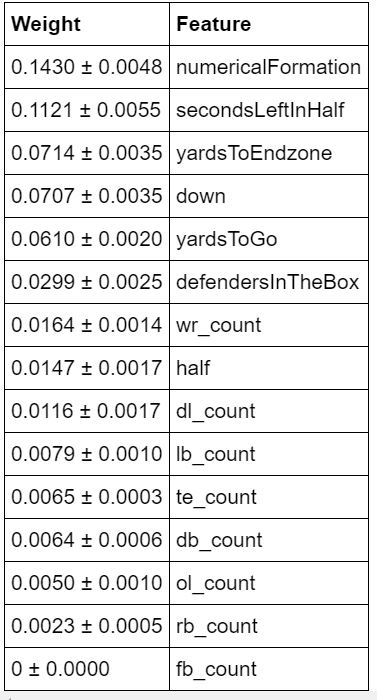 Weight Feature
0.1430 ± 0.0048 numericalFormation
0.1121 ± 0.0055 secondsLeftInHalf
0.0714 ± 0.0035 yardsToEndzone
0.0707 ± 0.0035 down
0.0610 ± 0.0020 yardsToGo
0.0299 ± 0.0025 defendersInTheBox
0.0164 ± 0.0014 wr_count
0.0147 ± 0.0017 half
0.0116 ± 0.0017 dl_count
0.0079 ± 0.0010 lb_count
0.0065 ± 0.0003 te_count
0.0064 ± 0.0006 db_count
0.0050 ± 0.0010 ol_count
0.0023 ± 0.0005 rb_count
0 ± 0.0000 fb_count